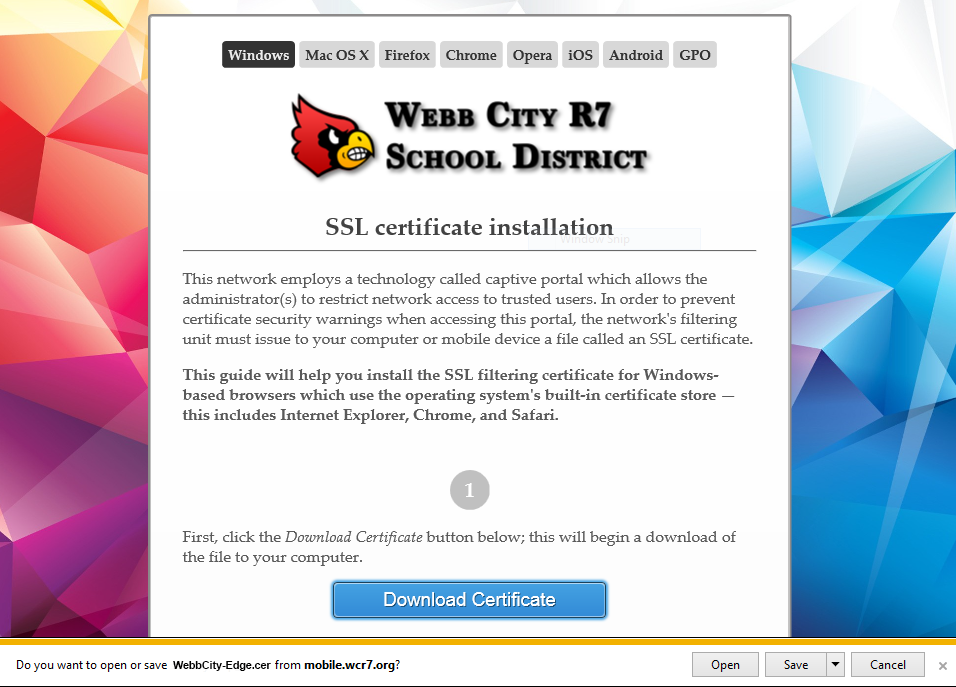 Windows Mac OS X Firefox Chrome Opera iOS Android GPO
WEBB CITY R7
SCHOOL DISTRICT
SSL certificate installation
Window Snip
This network employs a technology called captive portal which allows the
administrator(s) to restrict network access to trusted users. In order to prevent
certificate security warnings when accessing this portal, the network's filtering
unit must issue to your computer or mobile device a file called an SSL certificate.
This guide will help you install the SSL filtering certificate for Windows-
based browsers which use the operating system's built-in certificate store —
this includes Internet Explorer, Chrome, and Safari.
1
First, click the Download Certificate button below; this will begin a download of
the file to your computer.
Download Certificate
Do you want to open or save WebbCity-Edge.cer from mobile.wcr7.org? Open Save Cancel